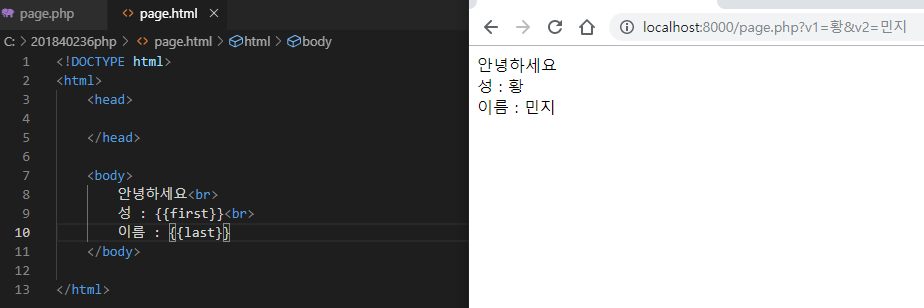 page.php
page.html
C: > 201840236php > page.html > html > body
1 <!DOCTYPE html>
2 <html>
3 <head>
4
5 </head>
6
7 <body>
8 안녕하세요<br>
9 성 : {{first}}<br>
10 이름 : {{last}}
11 </body>
12
13 </html>
localhost:8000/page.php?v1=황&v2=민지
안녕하세요
성 : 황
이름 : 민지